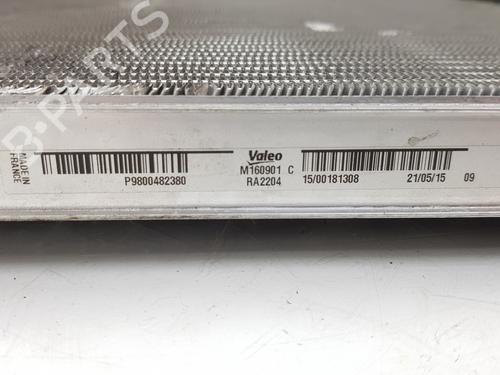 B-PARTS
MADE IN
FRANCE
P9800482380
Valeo
M160901 C
RA2204
15/00181308
21/05/15
09